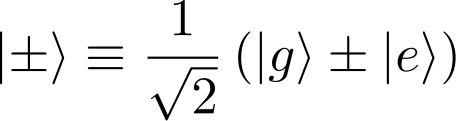 |±⟩ ≡ 1/√2 (|g⟩ ± |e⟩)